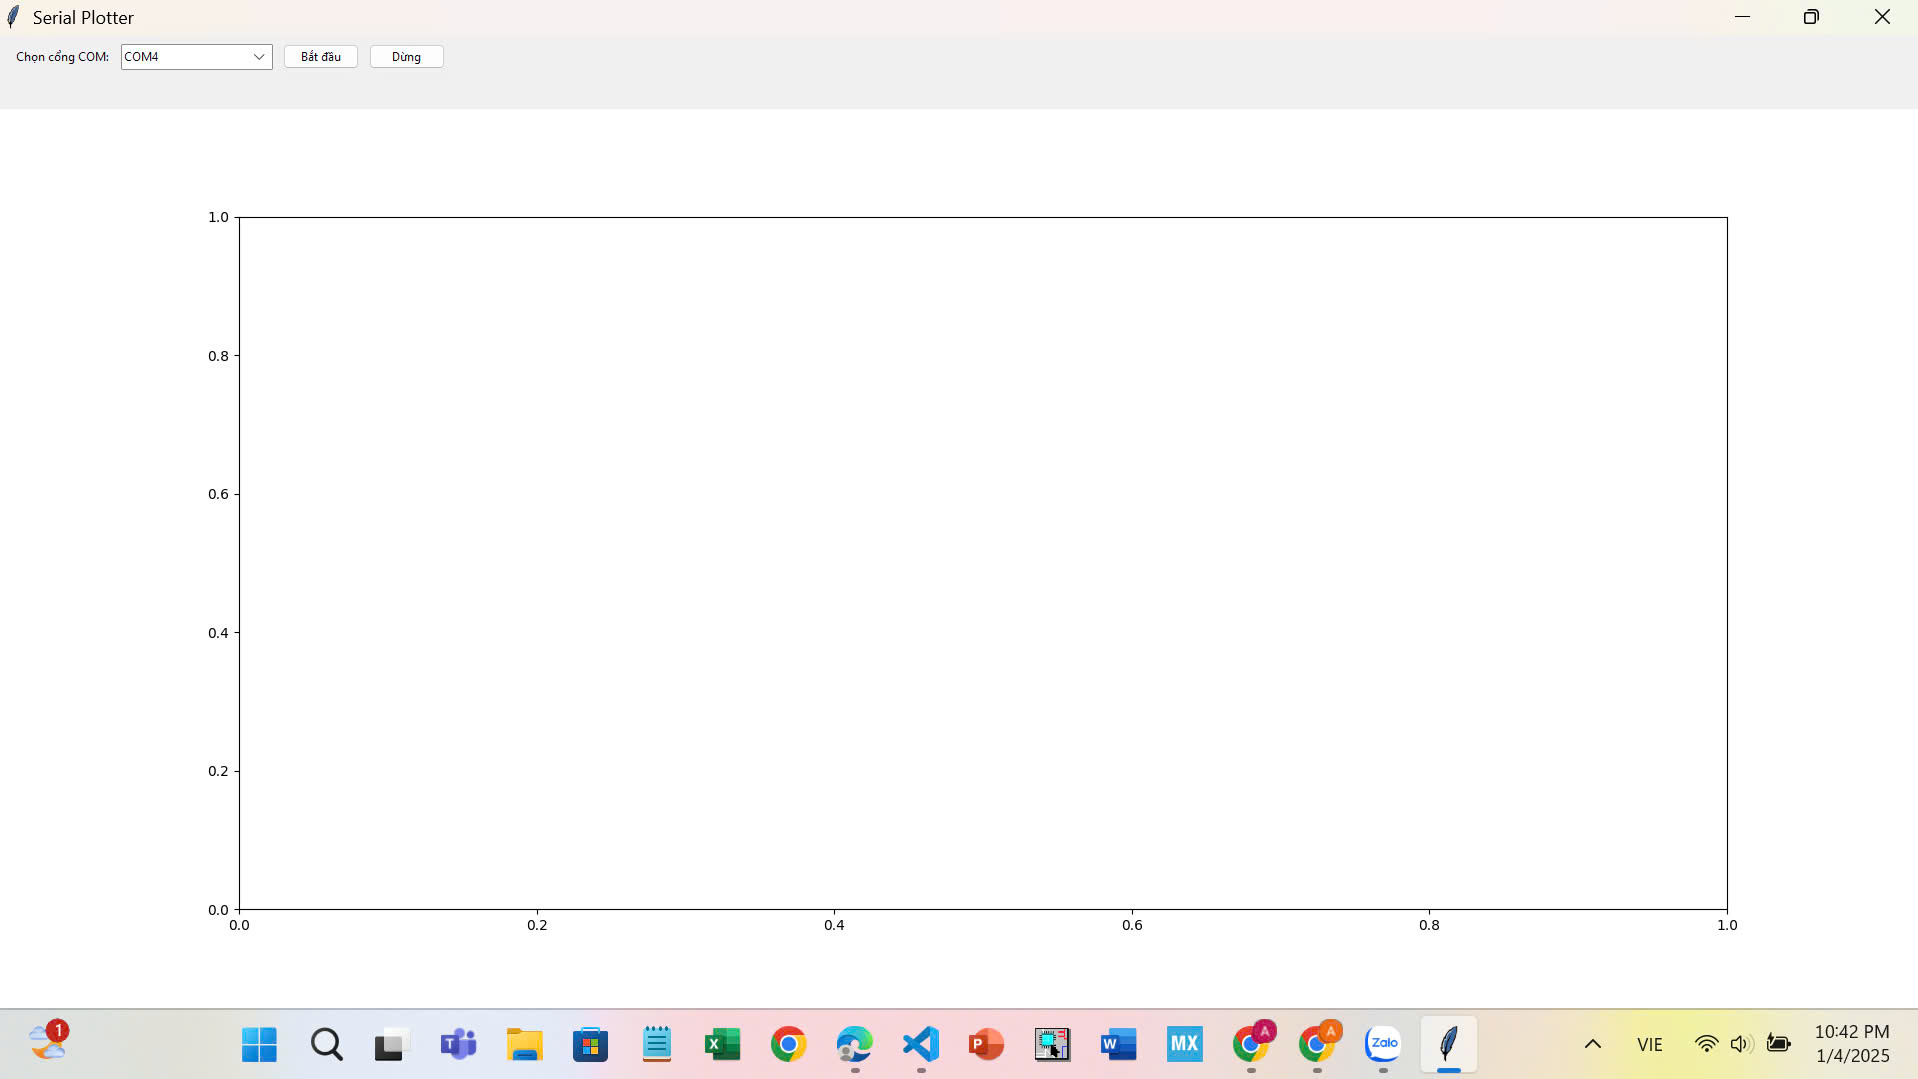 Serial Plotter
Chọn cổng COM: COM4 Bắt đầu Dừng
1.0
0.8
0.6
0.4
0.2
0.0
0.0 0.2 0.4 0.6 0.8 1.0
1
T
X
P
W
MX
A
A
Zalo
VIE
10:42 PM
1/4/2025